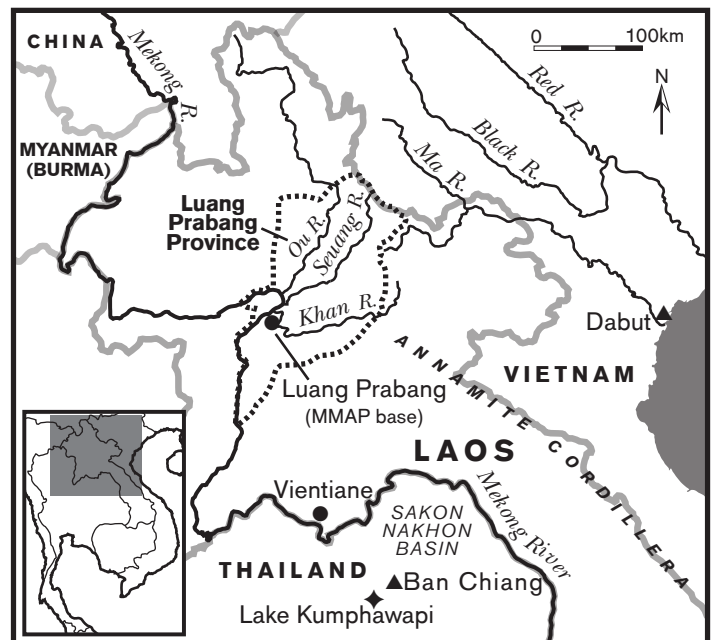 CHINA
Mekong R.
0 100km
N
Red R.
Black R.
Ma R.
MYANMAR
(BURMA)
Luang
Prabang
Province
Ou R.
Seuang R.
Khan R.
Dabut
Luang Prabang
(MMAP base)
VIETNAM
ANNAMITE CORDILLERA
LAOS
Vientiane
SAKON
NAKHON
BASIN
Mekong River
THAILAND
Ban Chiang
Lake Kumphawapi